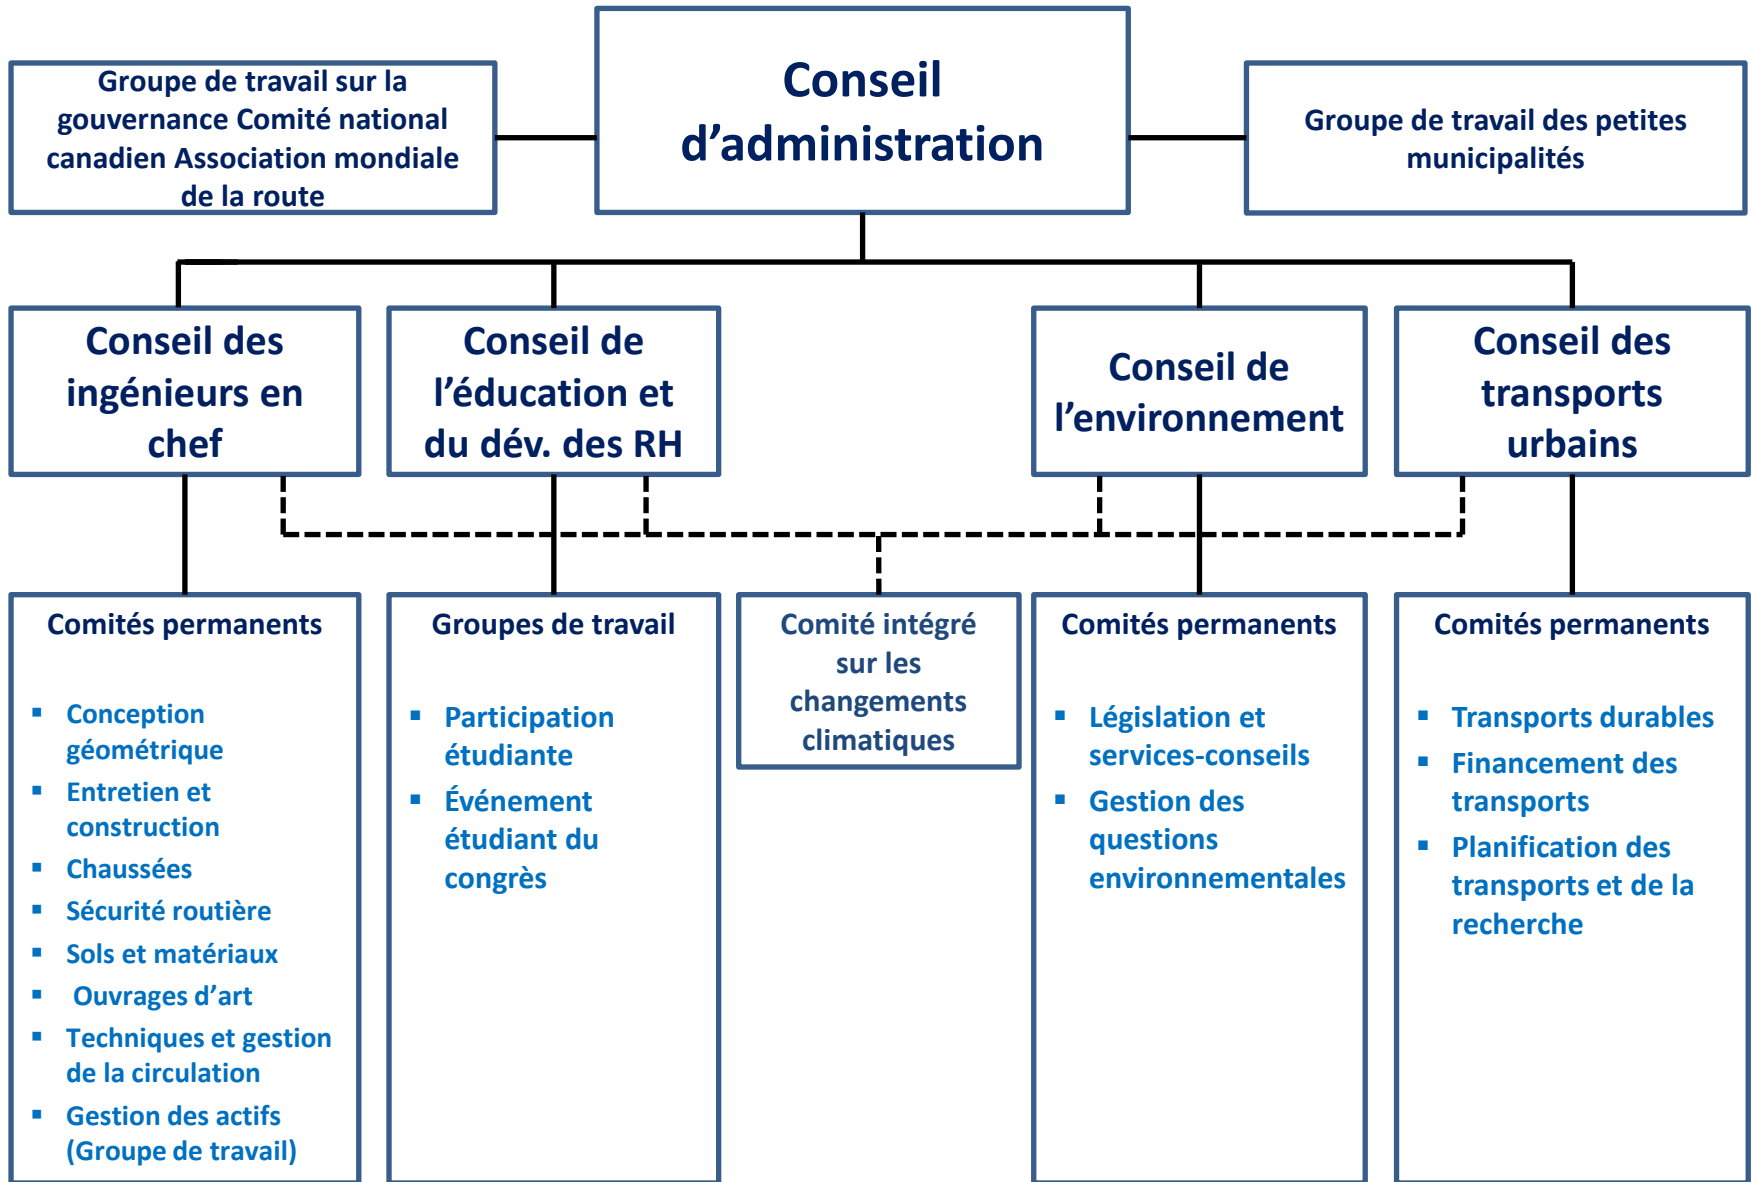 Groupe de travail sur la
gouvernance Comité national
canadien Association mondiale
de la route
Conseil
d’administration
Groupe de travail des petites
municipalités
Conseil des
ingénieurs en
chef
Conseil de
l’éducation et
du dév. des RH
Conseil de
l’environnement
Conseil des
transports
urbains
Comités permanents
▪ Conception
géométrique
▪ Entretien et
construction
▪ Chaussées
▪ Sécurité routière
▪ Sols et matériaux
▪ Ouvrages d’art
▪ Techniques et gestion
de la circulation
▪ Gestion des actifs
(Groupe de travail)
Groupes de travail
▪ Participation
étudiante
▪ Événement
étudiant du
congrès
Comité intégré
sur les
changements
climatiques
Comités permanents
▪ Législation et
services-conseils
▪ Gestion des
questions
environnementales
Comités permanents
▪ Transports durables
▪ Financement des
transports
▪ Planification des
transports et de la
recherche